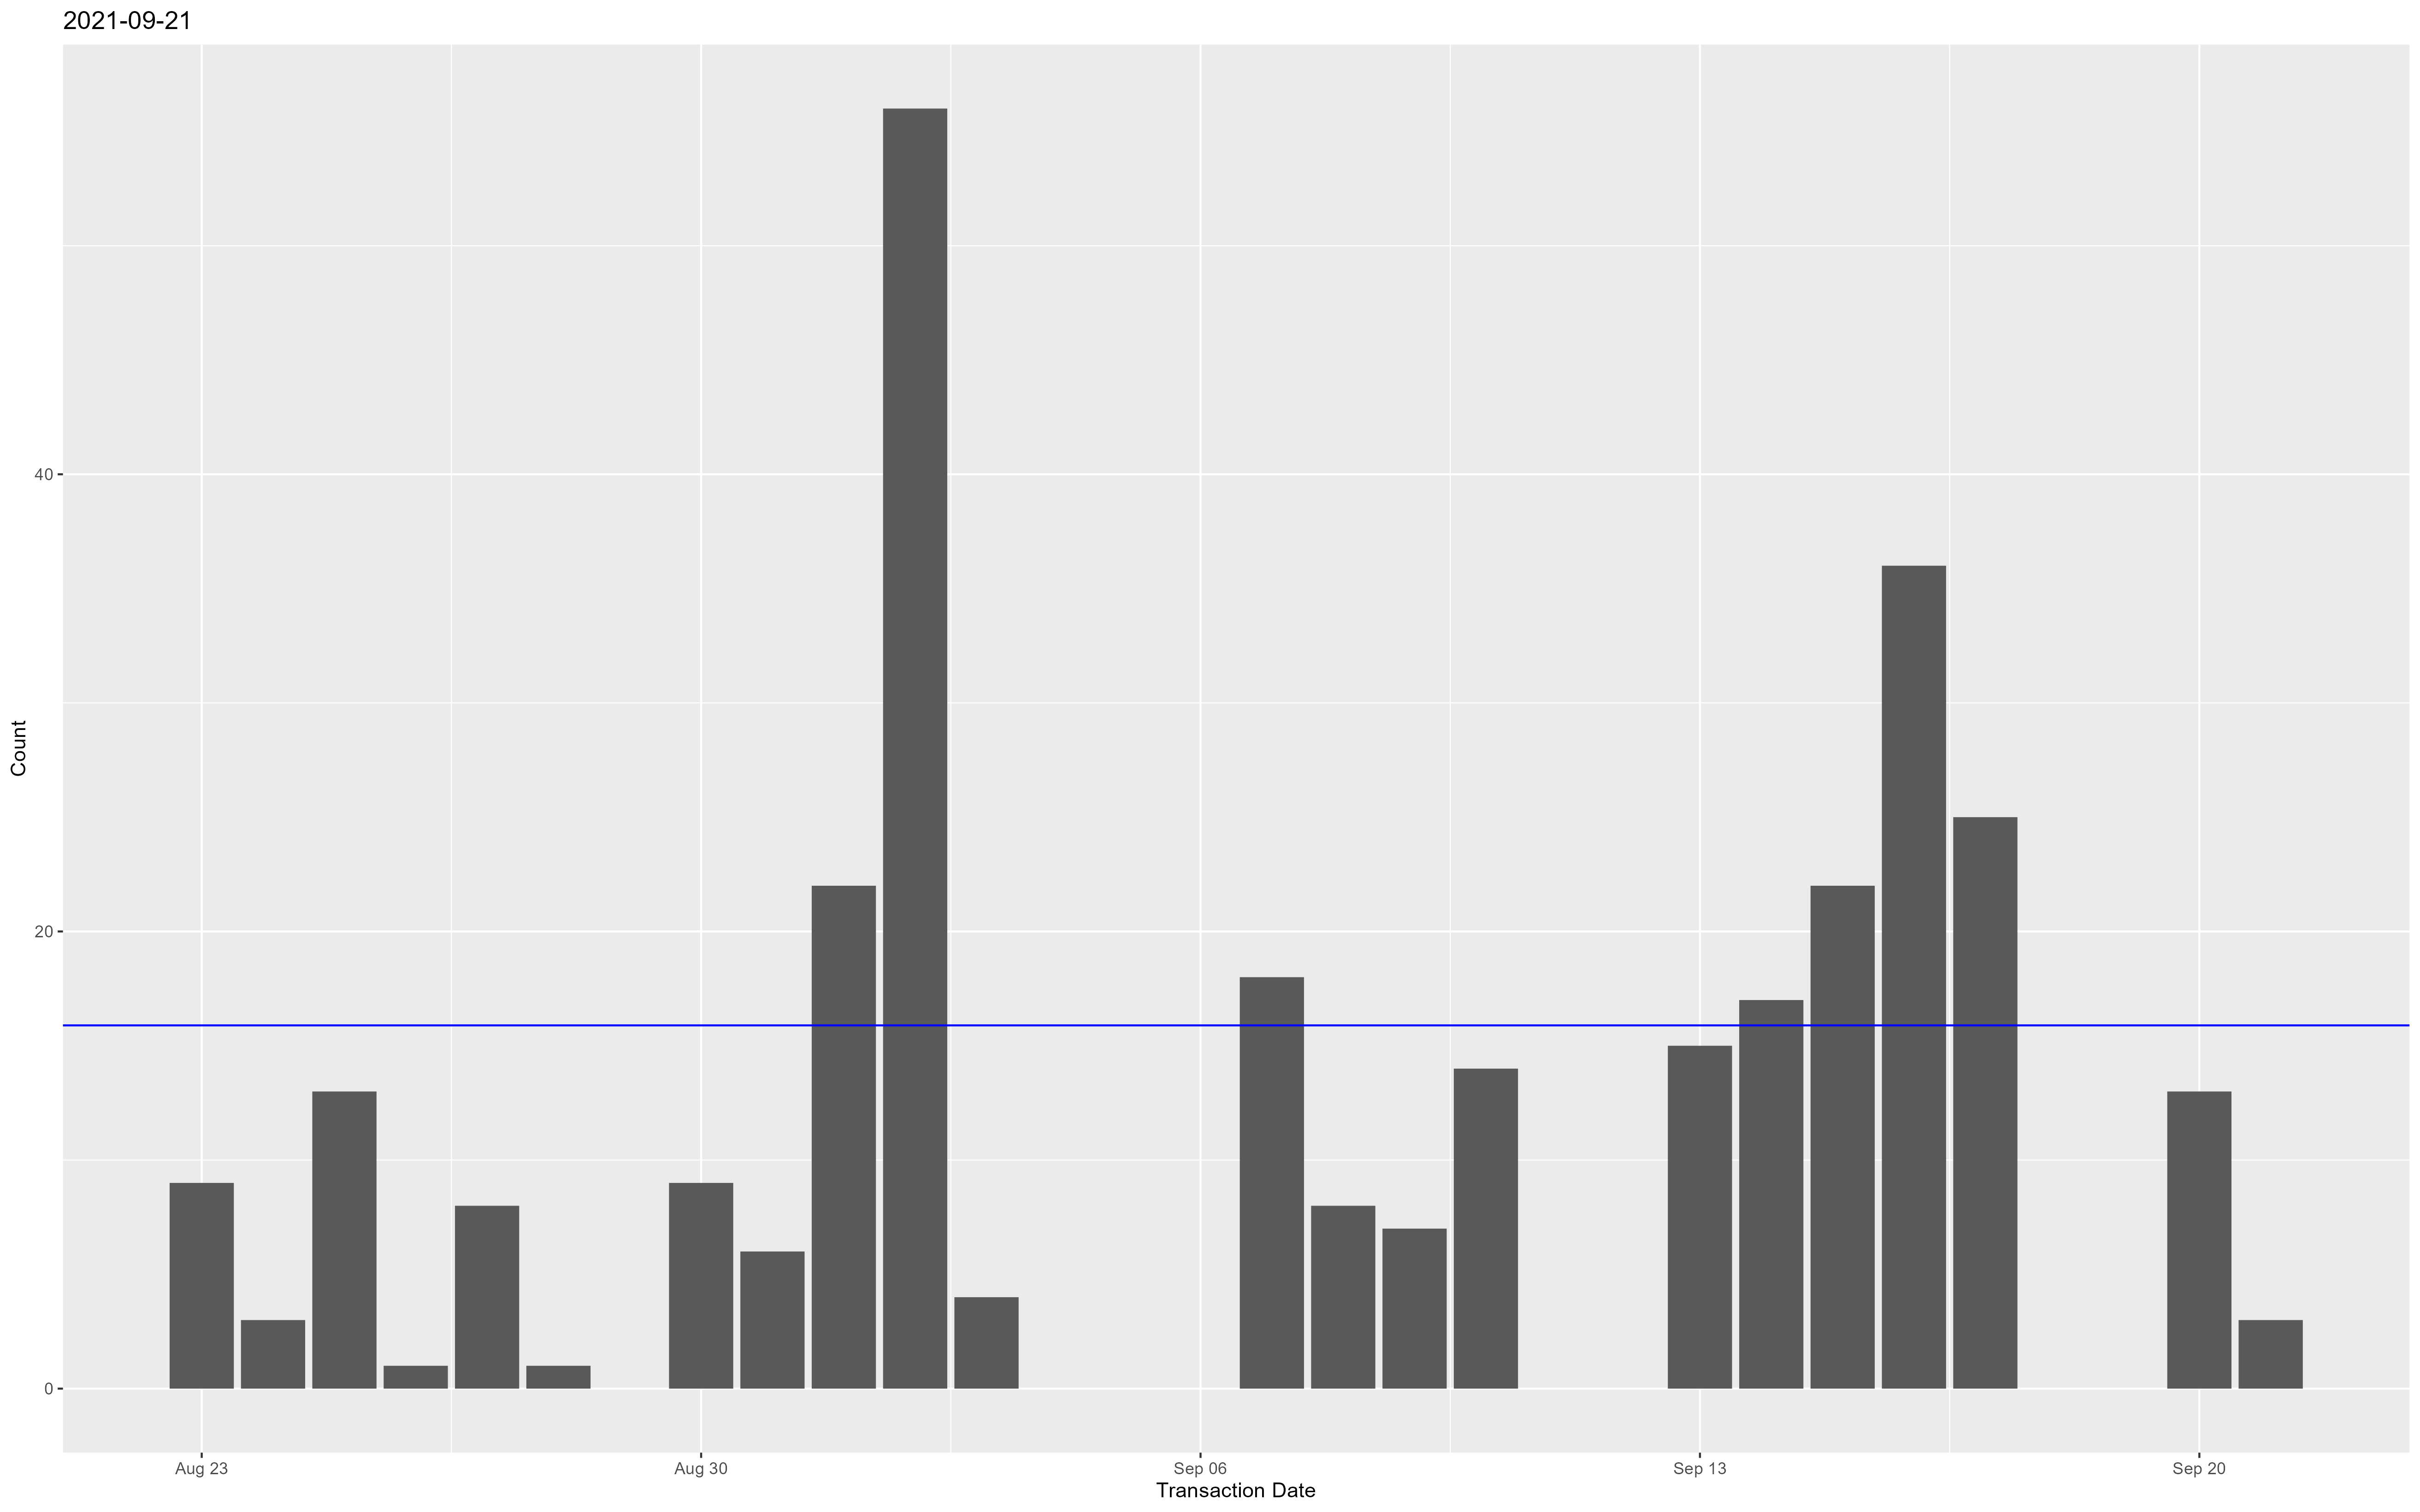 2021-09-21
Count
40
20
0
Aug 23
Aug 30
Sep 06
Sep 13
Sep 20
Transaction Date